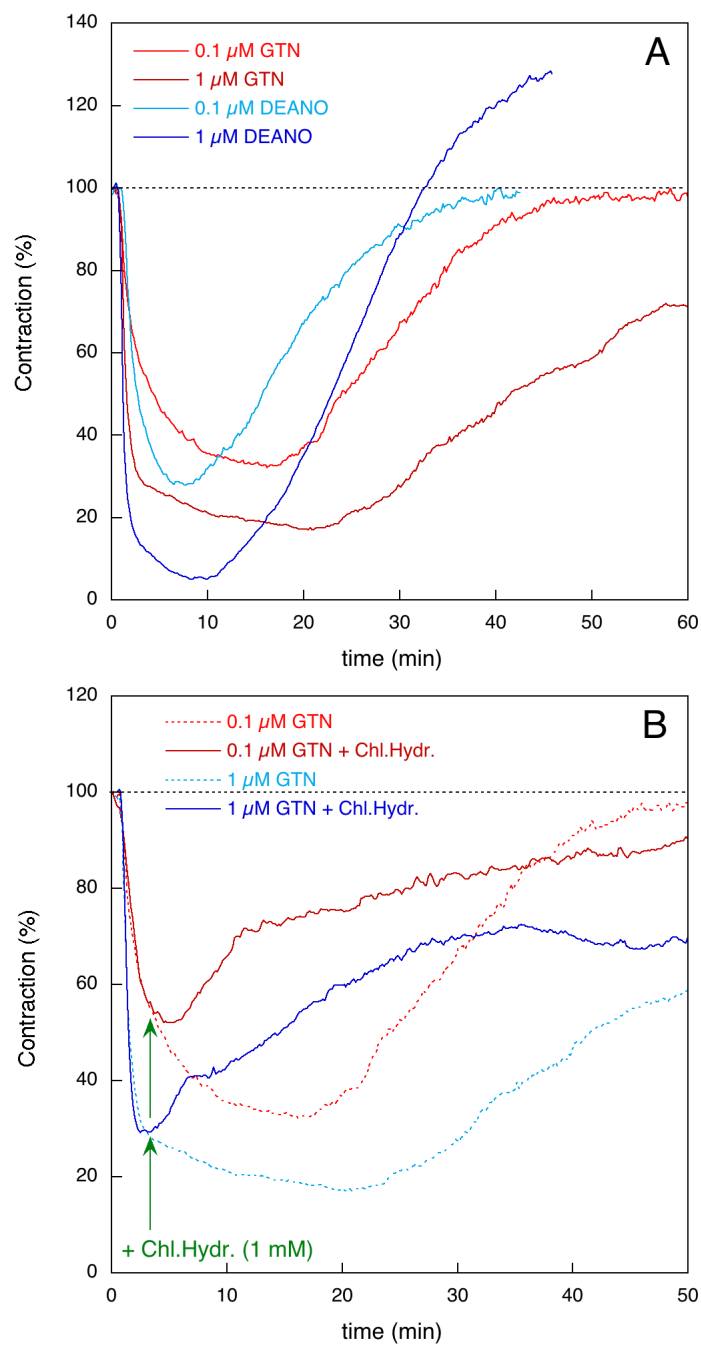 140
A
0.1 µM GTN
1 µM GTN
120
0.1 µM DEANO
1 µM DEANO
100
80
Contraction (%)
60
40
20
0
0 10 20 30 40 50 60
time (min)
120
B
0.1 µM GTN
0.1 µM GTN + Chl.Hydr.
1 µM GTN
100
1 µM GTN + Chl.Hydr.
80
Contraction (%)
60
40
20
+ Chl.Hydr. (1 mM)
0
0 10 20 30 40 50
time (min)